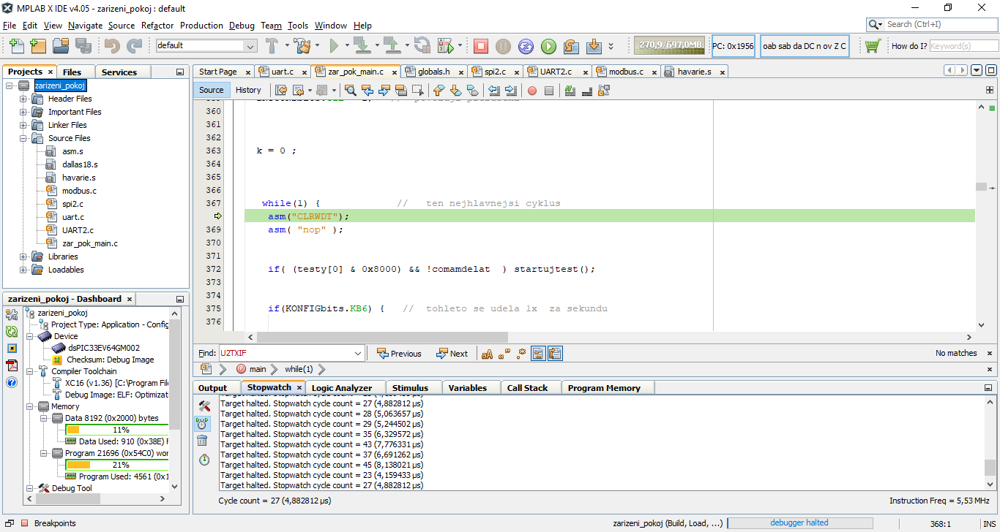 MPLAB X IDE v4.05 - zarizeni_pokoj : default
File Edit View Navigate Source Refactor Production Debug Team Tools Window Help
Search (Ctrl+I)
default
270,9/697,0MB
PC: 0x1956
oab sab da DC n ov Z C
How do I?
Keyword(s)
Projects Files Services
Start Page uart.c zar_pok_main.c globals.h spi2.c UART2.c modbus.c havarie.s
Source History
zarizeni_pokoj
Header Files
Important Files
Linker Files
Source Files
asm.s
dallas18.s
havarie.s
modbus.c
spi2.c
uart.c
UART2.c
zar_pok_main.c
Libraries
Loadables
360
361
362
363 k = 0 ;
364
365
366
367 while(1) { // ten nejhlavnejsi cyklus
asm("CLRWDT");
369 asm( "nop" );
370
371
372 if( (testy[0] & 0x8000) && !comamdelat ) startujtest();
373
374
375 if(KONFIGbits.KB6) { // tohleto se udela 1x za sekundu
376
zarizeni_pokoj - Dashboard
zarizeni_pokoj
Project Type: Application - Config
Device
dsPIC33EV64GM002
Checksum: Debug Image
Compiler Toolchain
XC16 (v1.36) [C:\Program Fil
Debug Image: ELF: Optimizat
Memory
Data 8192 (0x2000) bytes
11%
Data Used: 910 (0x38E) F
Program 21696 (0x54C0) wor
21%
Program Used: 4561 (0x1
Debug Tool
Find: U2TXIF Previous Next No matches
main while(1)
Output Stopwatch Logic Analyzer Stimulus Variables Call Stack Program Memory
Target halted. Stopwatch cycle count = 27 (4,882812 µs)
Target halted. Stopwatch cycle count = 28 (5,063657 µs)
Target halted. Stopwatch cycle count = 29 (5,244502 µs)
Target halted. Stopwatch cycle count = 35 (6,329572 µs)
Target halted. Stopwatch cycle count = 43 (7,776331 µs)
Target halted. Stopwatch cycle count = 37 (6,691262 µs)
Target halted. Stopwatch cycle count = 45 (8,138021 µs)
Target halted. Stopwatch cycle count = 23 (4,159433 µs)
Target halted. Stopwatch cycle count = 27 (4,882812 µs)
Cycle count = 27 (4,882812 µs)
Instruction Freq = 5,53 MHz
Breakpoints
zarizeni_pokoj (Build, Load, ...)
debugger halted
368:1
INS